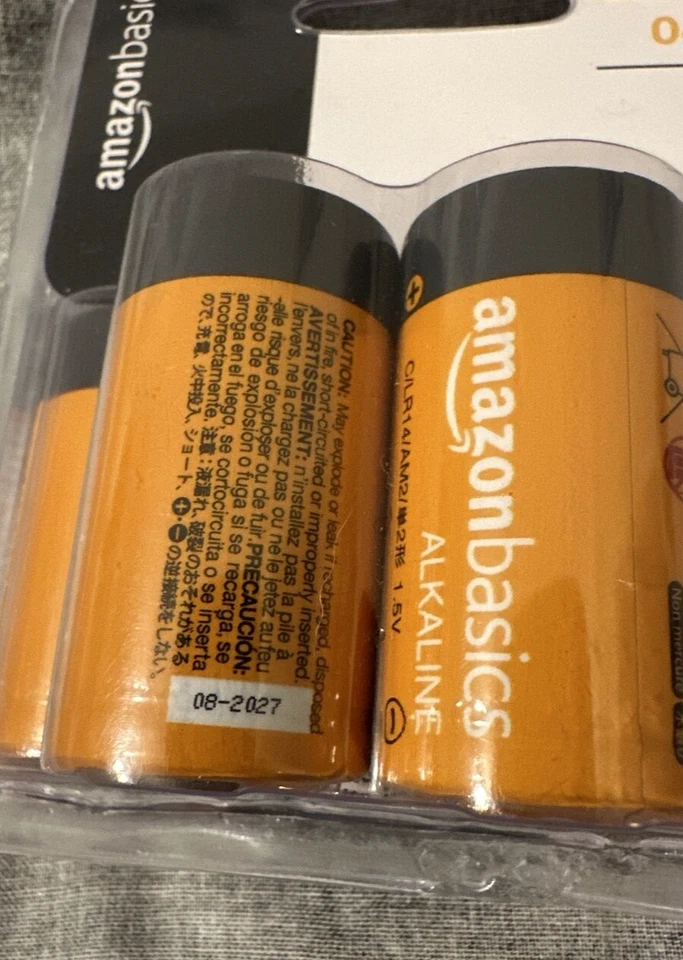 amazonbasic
CAUTION: May explode or leak if recharged, disposed
of in fire, short-circuited or improperly inserted.
AVERTISSEMENT: n'installez pas la pile à
l'envers, ne la chargez pas ou ne le jetez au feu
-elle risque d'exploser ou de fuir. PRECAUCIÓN:
riesgo de explosión o fuga si se recarga, se
arroga en el fuego, se cortocircuita o se inserta
incorrectamente. 注意:液漏れ、破裂のおそれがある
ので、充電、火中投入、ショート、⊕-⊖の逆接続をしない。
08-2027
+
amazonbasics
ALKALINE
C/LR14/AM2/単2形 1.5V
−
Non mercure